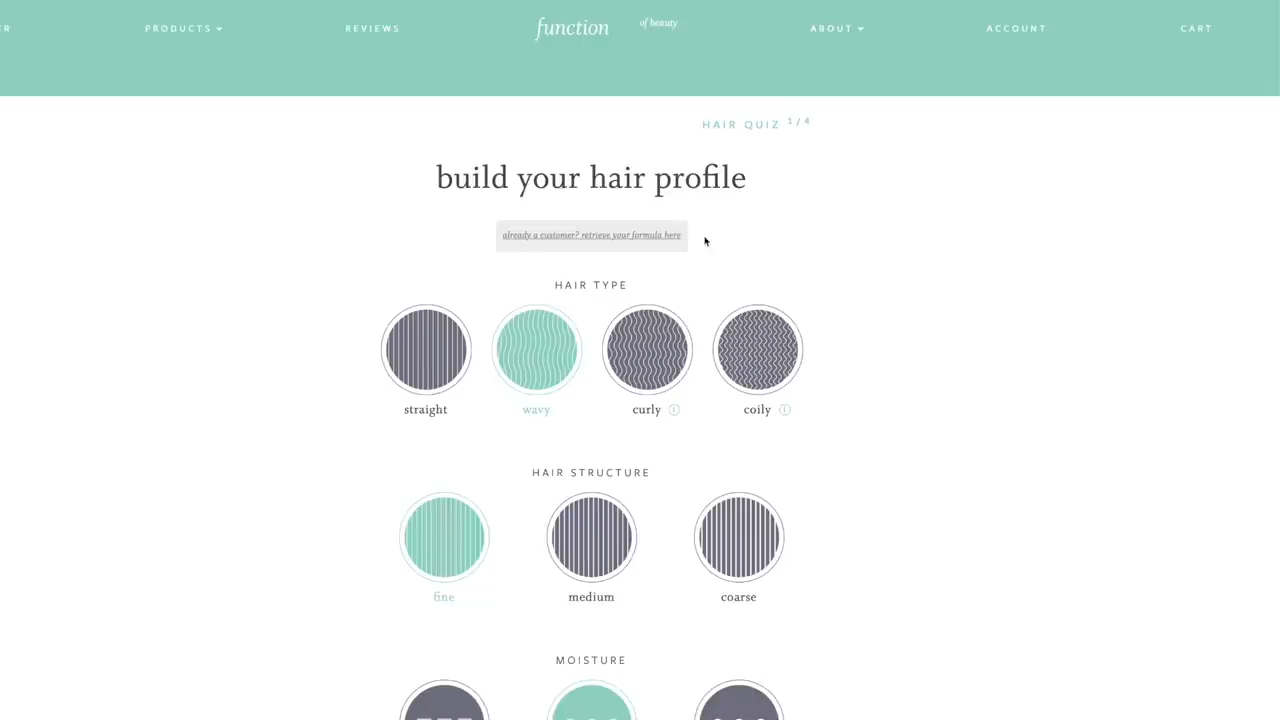 ER PRODUCTS REVIEWS function of beauty ABOUT ACCOUNT CART
HAIR QUIZ 1/4
build your hair profile
already a customer? retrieve your formula here
HAIR TYPE
straight wavy curly ⓘ coily ⓘ
HAIR STRUCTURE
fine medium coarse
MOISTURE